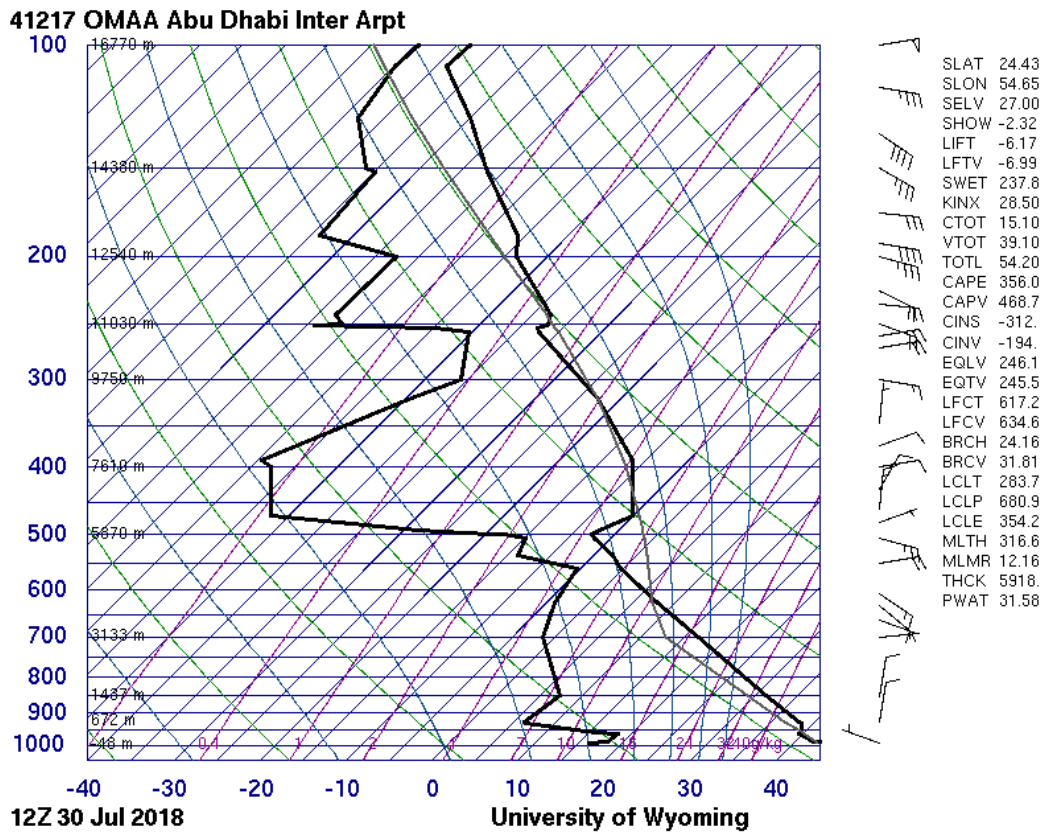 41217 OMAA Abu Dhabi Inter Arpt
100 16770 m
14380 m
200 12540 m
11030 m
300 9750 m
400 7610 m
500 5870 m
600
700 3133 m
800
1437 m
900
672 m
1000 -48 m
0.4 1 2 4 7 10 16 24 32 40g/kg
-40 -30 -20 -10 0 10 20 30 40
12Z 30 Jul 2018 University of Wyoming
SLAT 24.43
SLON 54.65
SELV 27.00
SHOW -2.32
LIFT -6.17
LFTV -6.99
SWET 237.8
KINX 28.50
CTOT 15.10
VTOT 39.10
TOTL 54.20
CAPE 356.0
CAPV 468.7
CINS -312.
CINV -194.
EQLV 246.1
EQTV 245.5
LFCT 617.2
LFCV 634.6
BRCH 24.16
BRCV 31.81
LCLT 283.7
LCLP 680.9
LCLE 354.2
MLTH 316.6
MLMR 12.16
THCK 5918.
PWAT 31.58